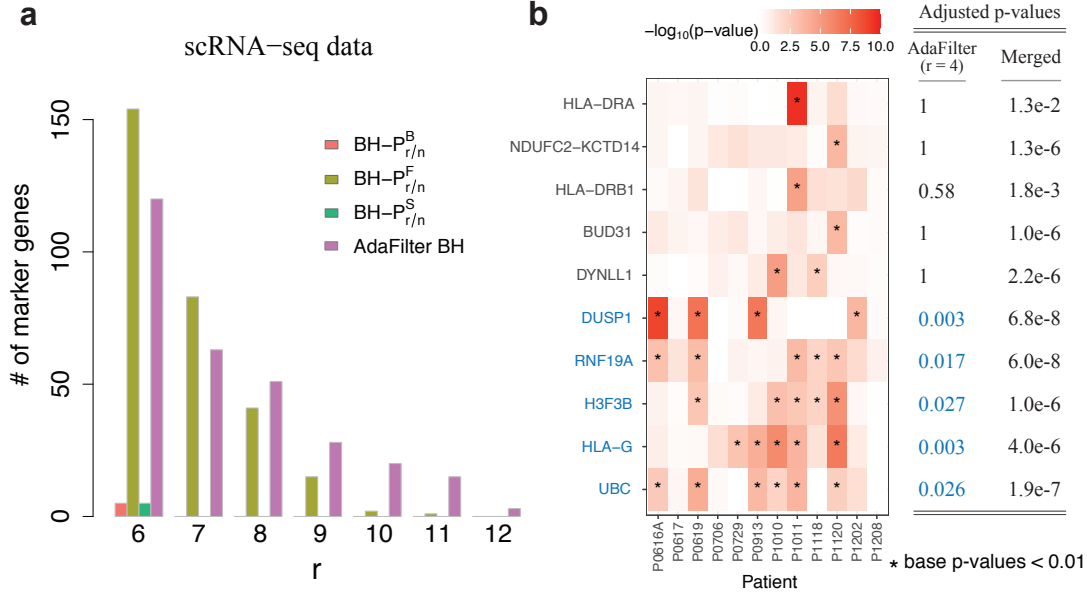 a
scRNA−seq data
# of marker genes
150
100
50
0
6 7 8 9 10 11 12
r
BH−P^B_{r/n}
BH−P^F_{r/n}
BH−P^S_{r/n}
AdaFilter BH
b
−log₁₀(p−value)
0.0 2.5 5.0 7.5 10.0
Adjusted p-values
AdaFilter (r = 4) Merged
HLA−DRA * 1 1.3e-2
NDUFC2−KCTD14 * 1 1.3e-6
HLA−DRB1 * 0.58 1.8e-3
BUD31 * 1 1.0e-6
DYNLL1 * * 1 2.2e-6
DUSP1 * * * * 0.003 6.8e-8
RNF19A * * * * * 0.017 6.0e-8
H3F3B * * * * * 0.027 1.0e-6
HLA−G * * * * * 0.003 4.0e-6
UBC * * * * * * 0.026 1.9e-7
P0616A P0617 P0619 P0706 P0729 P0913 P1010 P1011 P1118 P1120 P1202 P1208
Patient
* base p-values < 0.01